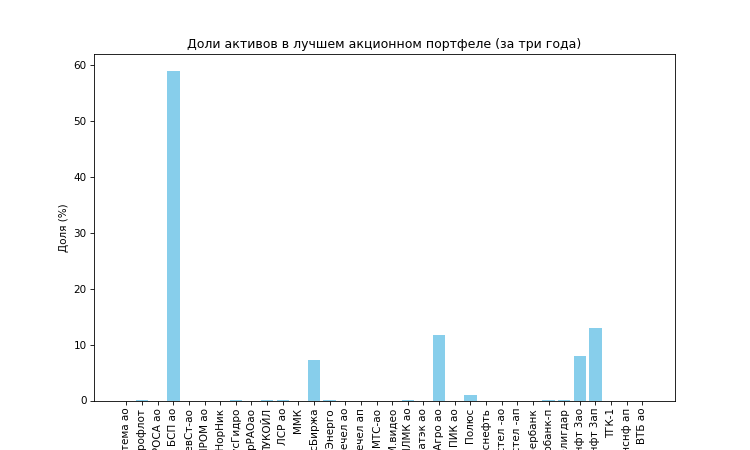 Доли активов в лучшем акционном портфеле (за три года)
Доля (%)
60
50
40
30
20
10
0
тема ао
рофлот
РОСА ао
БСП ао
евСт-ао
ПРОМ ао
НорНик
сГидро
рРАОао
ЛУКОЙЛ
ЛСР ао
ММК
сБиржа
Энерго
ечел ао
ечел ап
МТС-ао
М.видео
ЛМК ао
атэк ао
Агро ао
ПИК ао
Полюс
снефть
стел -ао
стел -ап
ербанк
рбанк-п
лигдар
нфт 3ао
нфт 3ап
ТГК-1
нснф ап
ВТБ ао